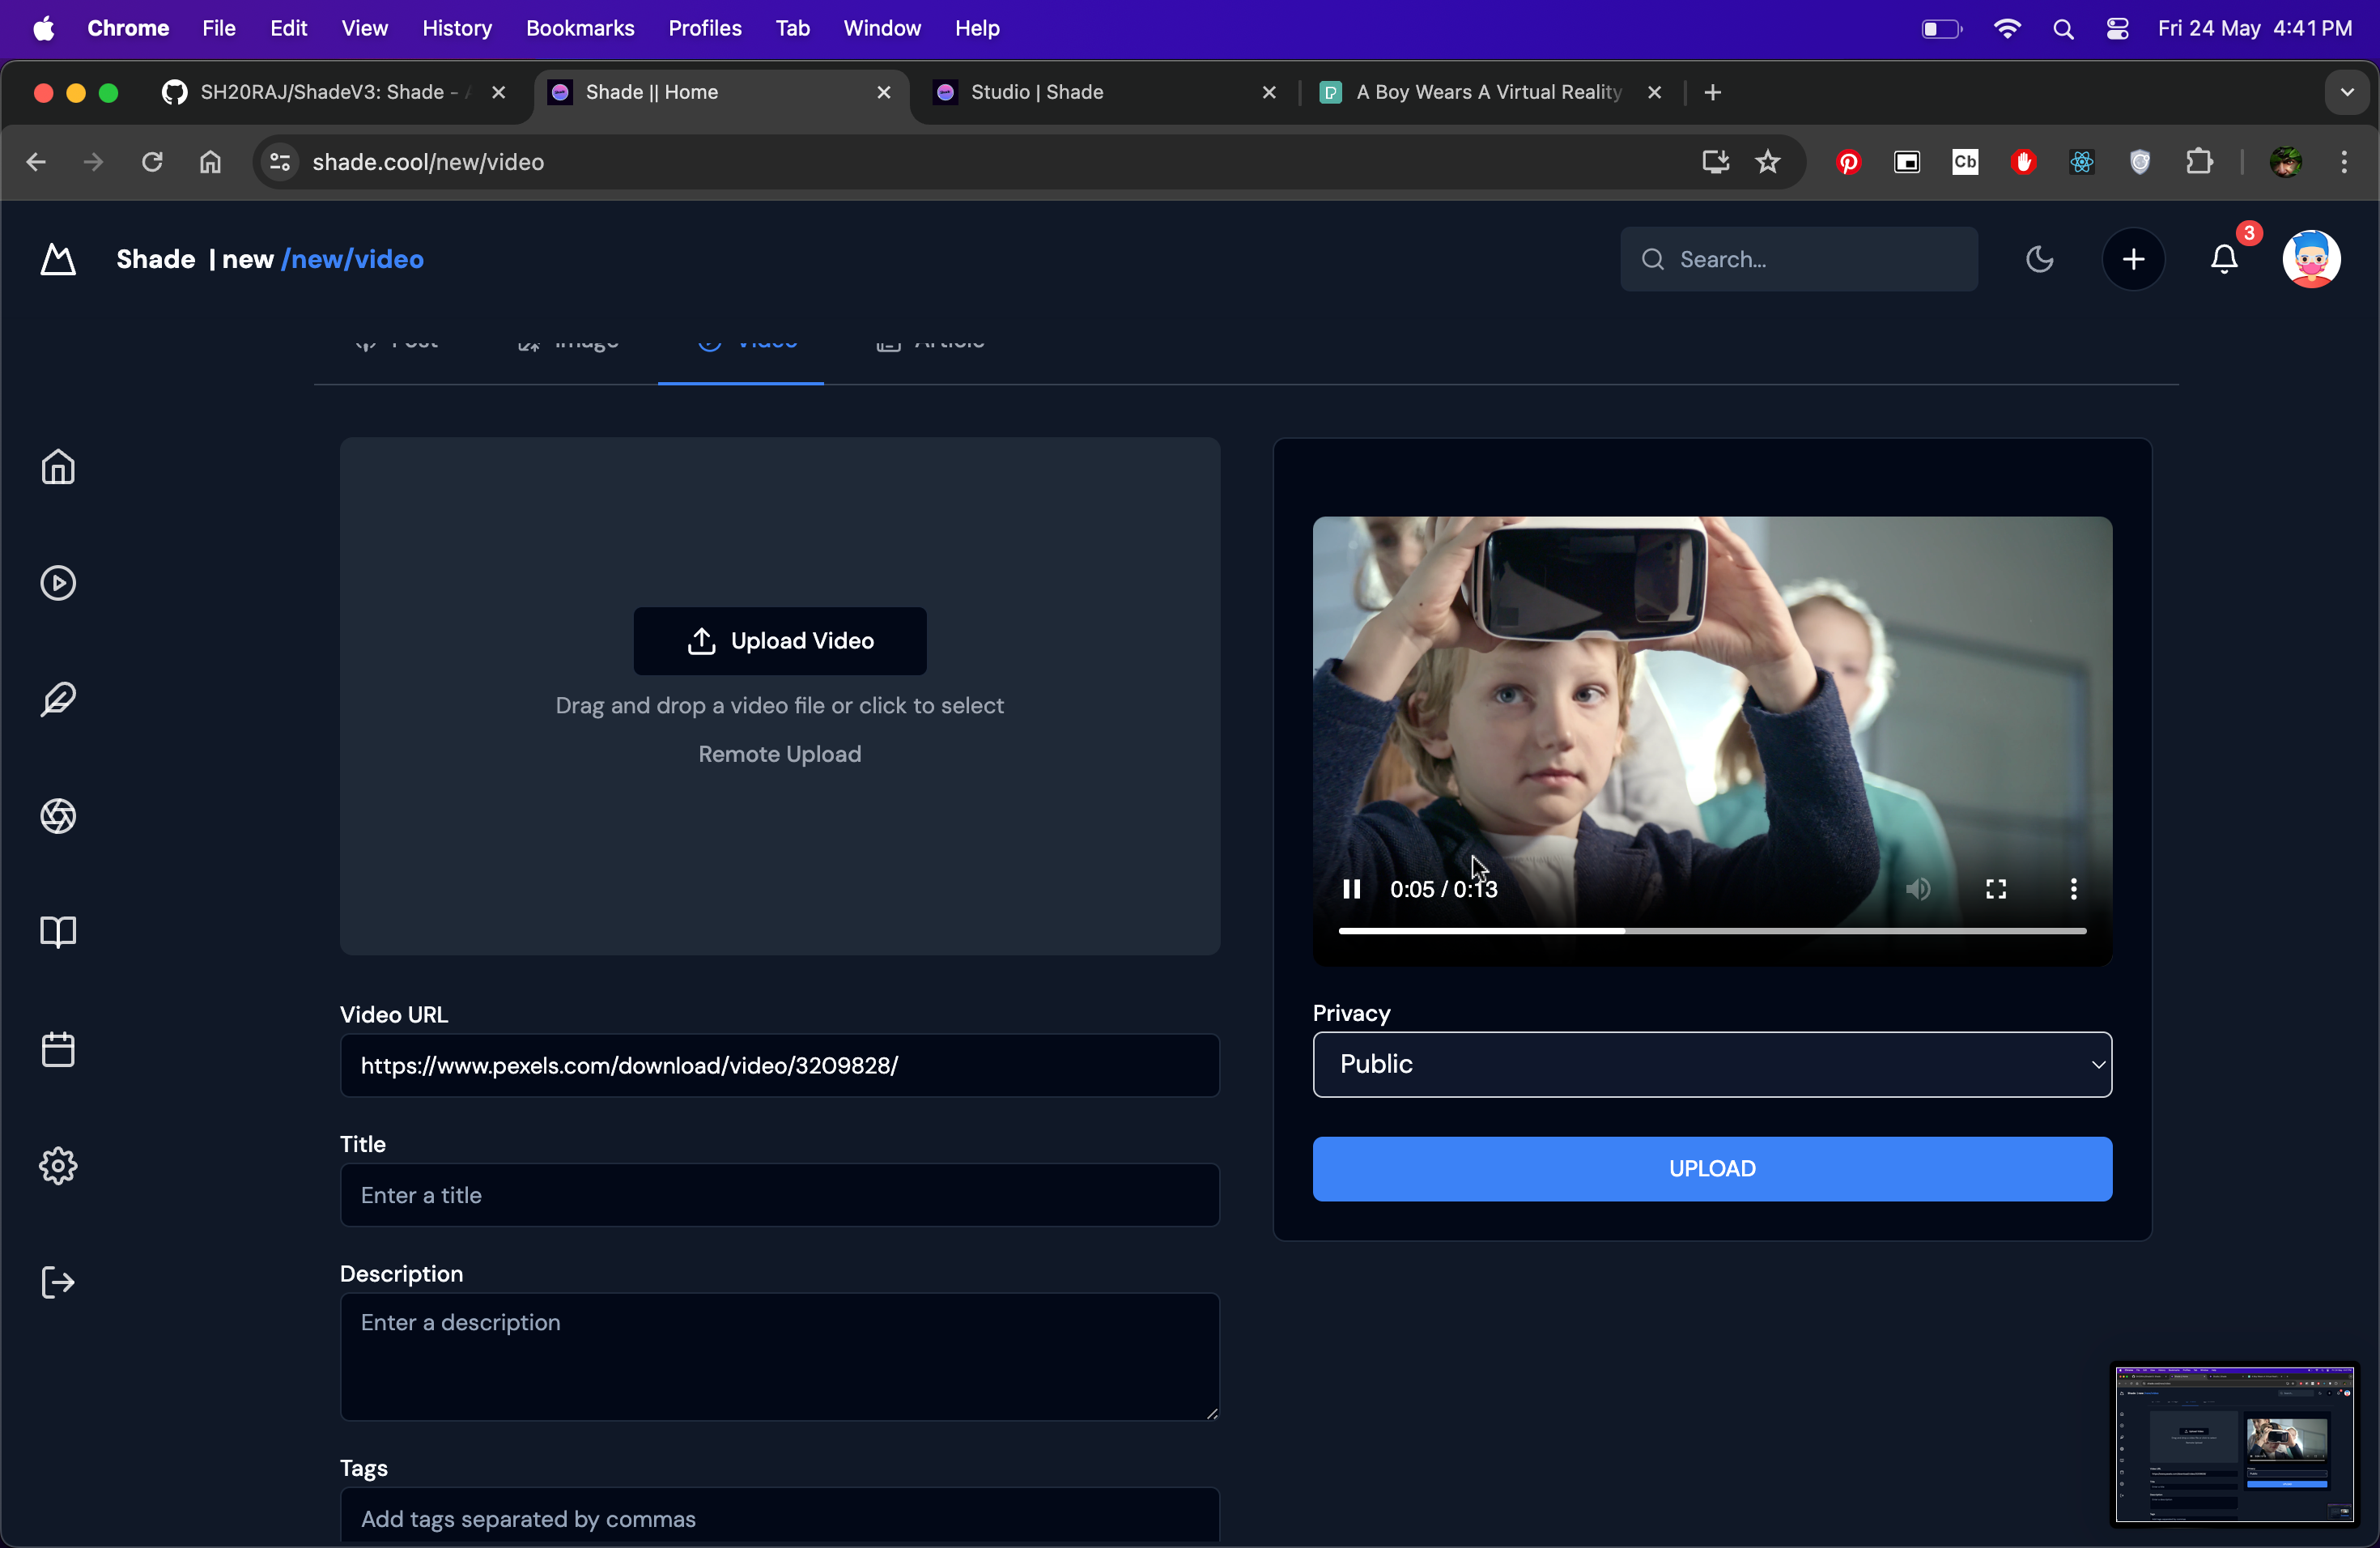 Chrome File Edit View History Bookmarks Profiles Tab Window Help Fri 24 May 4:41 PM
SH20RAJ/ShadeV3: Shade - Shade || Home Studio | Shade A Boy Wears A Virtual Reality
shade.cool/new/video Cb
Shade | new /new/video Search... 3
Post Image Video Article
Upload Video
Drag and drop a video file or click to select
Remote Upload
0:05 / 0:13
Video URL
https://www.pexels.com/download/video/3209828/
Privacy
Public
Title
Enter a title
UPLOAD
Description
Enter a description
Tags
Add tags separated by commas